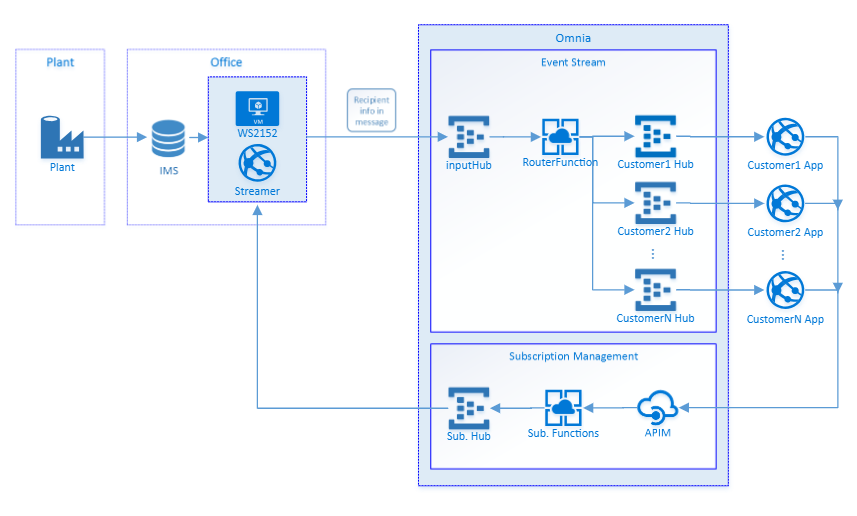 Omnia
Plant
Office
Event Stream
VM
WS2152
Streamer
Plant
IMS
Recipient
info in
message
inputHub
RouterFunction
Customer1 Hub
Customer1 App
Customer2 Hub
Customer2 App
⋮
⋮
CustomerN Hub
CustomerN App
Subscription Management
Sub. Hub
Sub. Functions
APIM